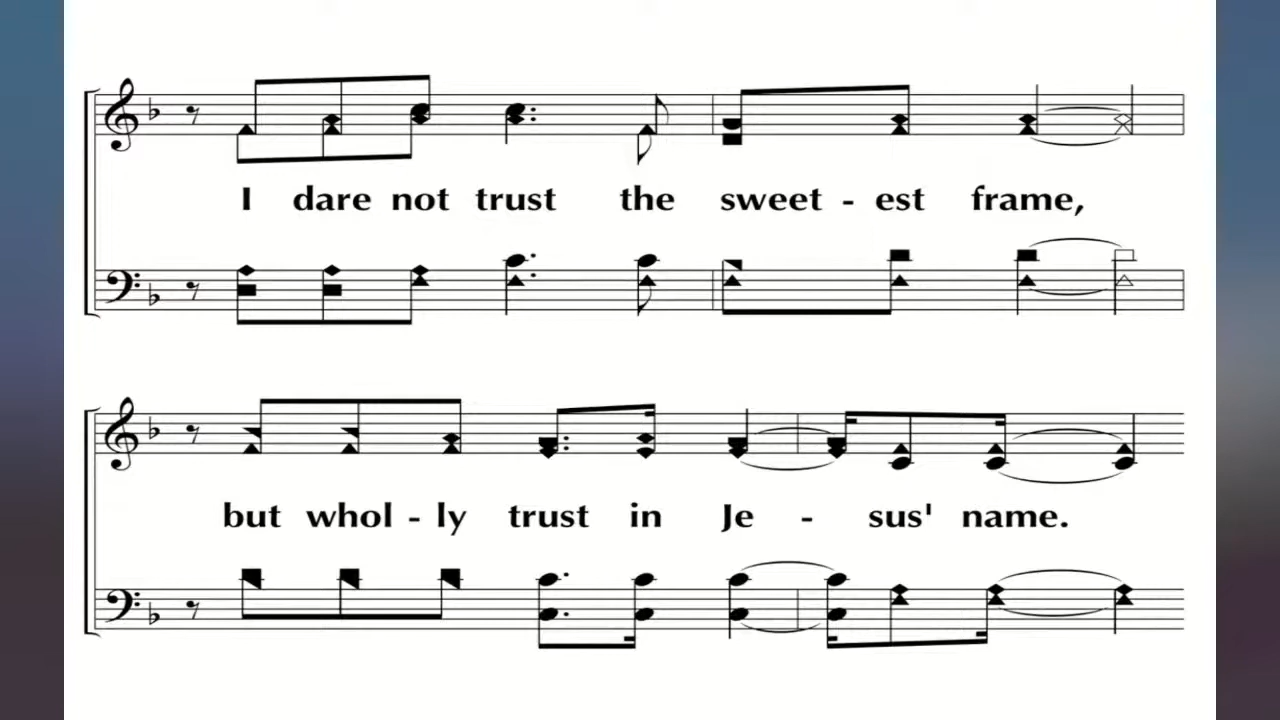 I dare not trust the sweet - est frame,
but whol - ly trust in Je - sus' name.